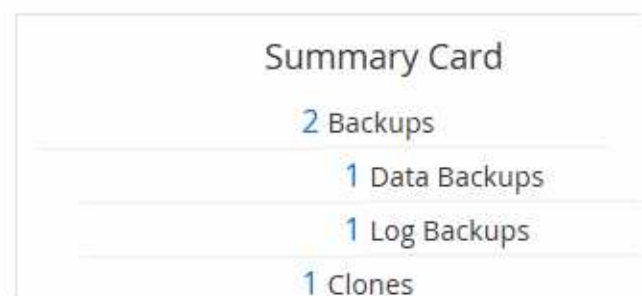 Summary Card
2 Backups
1 Data Backups
1 Log Backups
1 Clones